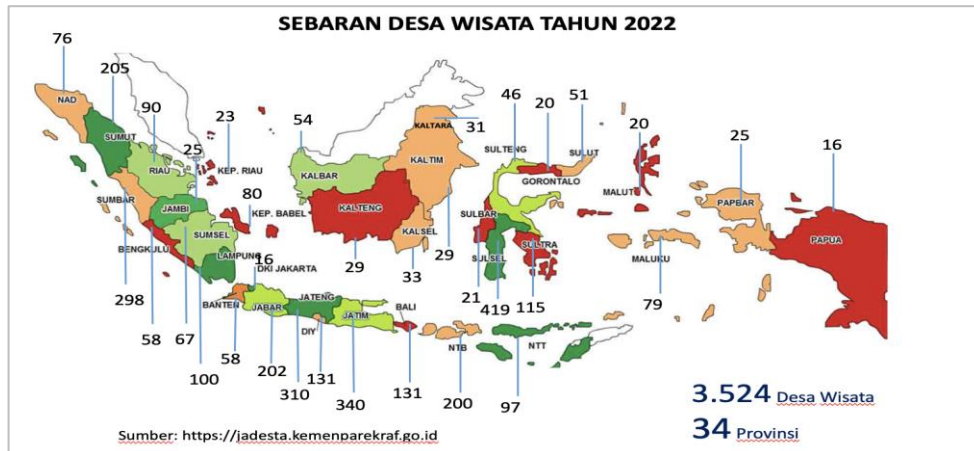 SEBARAN DESA WISATA TAHUN 2022
76
205
90
25
23
80
54
31
46
20
51
20
25
16
NAD
SUMUT
RIAU
KEP. RIAU
SUMBAR
JAMBI
KEP. BABEL
SUMSEL
BENGKULU
LAMPUNG
DKI JAKARTA
16
KALTARA
KALTIM
KALBAR
KALTENG
KALSEL
SULTENG
SULUT
GORONTALO
MALUT
SULBAR
SULSEL
SULTRA
MALUKU
PAPBAR
PAPUA
BANTEN
JABAR
JATENG
DIY
JATIM
BALI
NTB
NTT
298
58
67
100
58
202
310
131
340
131
200
97
29
33
29
21
419
115
79
3.524 Desa Wisata
34 Provinsi
Sumber: https://jadesta.kemenparekraf.go.id